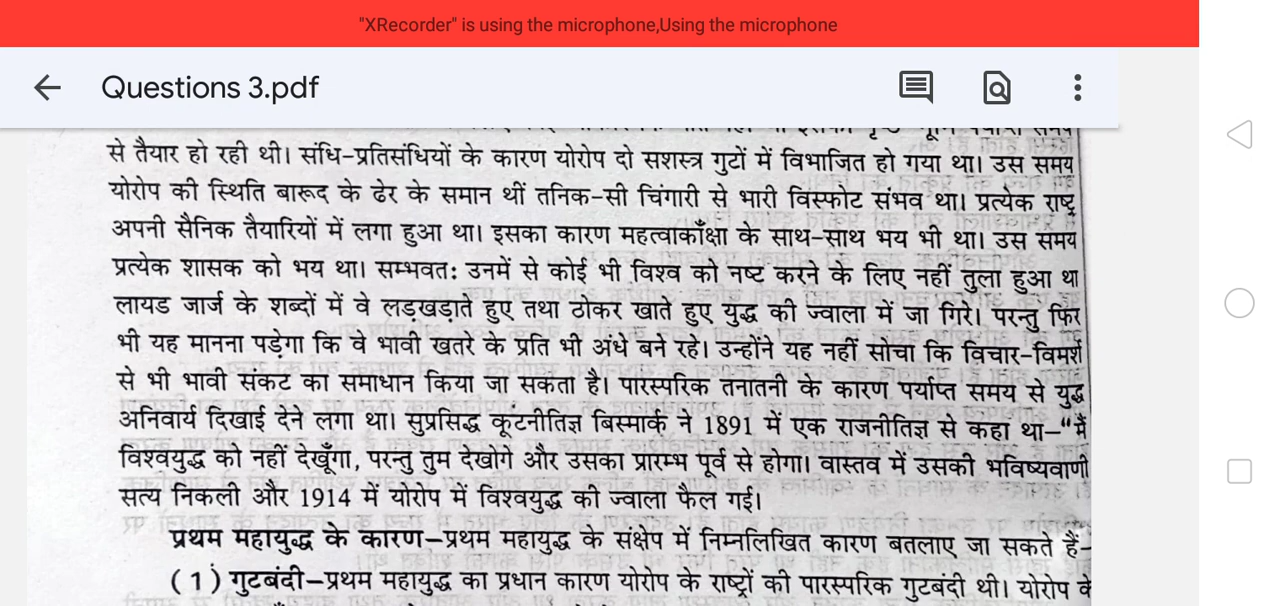 "XRecorder" is using the microphone,Using the microphone
Questions 3.pdf
से तैयार हो रही थी। संधि-प्रतिसंधियों के कारण योरोप दो सशस्त्र गुटों में विभाजित हो गया था। उस समय
योरोप की स्थिति बारूद के ढेर के समान थीं तनिक-सी चिंगारी से भारी विस्फोट संभव था। प्रत्येक राष्ट्र
अपनी सैनिक तैयारियों में लगा हुआ था। इसका कारण महत्वाकाँक्षा के साथ-साथ भय भी था। उस समय
प्रत्येक शासक को भय था। सम्भवत: उनमें से कोई भी विश्व को नष्ट करने के लिए नहीं तुला हुआ था
लायड जार्ज के शब्दों में वे लड़खड़ाते हुए तथा ठोकर खाते हुए युद्ध की ज्वाला में जा गिरे। परन्तु फिर
भी यह मानना पड़ेगा कि वे भावी खतरे के प्रति भी अंधे बने रहे। उन्होंने यह नहीं सोचा कि विचार-विमर्श
से भी भावी संकट का समाधान किया जा सकता है। पारस्परिक तनातनी के कारण पर्याप्त समय से युद्ध
अनिवार्य दिखाई देने लगा था। सुप्रसिद्ध कूटनीतिज्ञ बिस्मार्क ने 1891 में एक राजनीतिज्ञ से कहा था–"मैं
विश्वयुद्ध को नहीं देखूँगा, परन्तु तुम देखोगे और उसका प्रारम्भ पूर्व से होगा। वास्तव में उसकी भविष्यवाणी
सत्य निकली और 1914 में योरोप में विश्वयुद्ध की ज्वाला फैल गई।
प्रथम महायुद्ध के कारण–प्रथम महायुद्ध के संक्षेप में निम्नलिखित कारण बतलाए जा सकते हैं–
(1) गुटबंदी–प्रथम महायुद्ध का प्रधान कारण योरोप के राष्ट्रों की पारस्परिक गुटबंदी थी। योरोप के